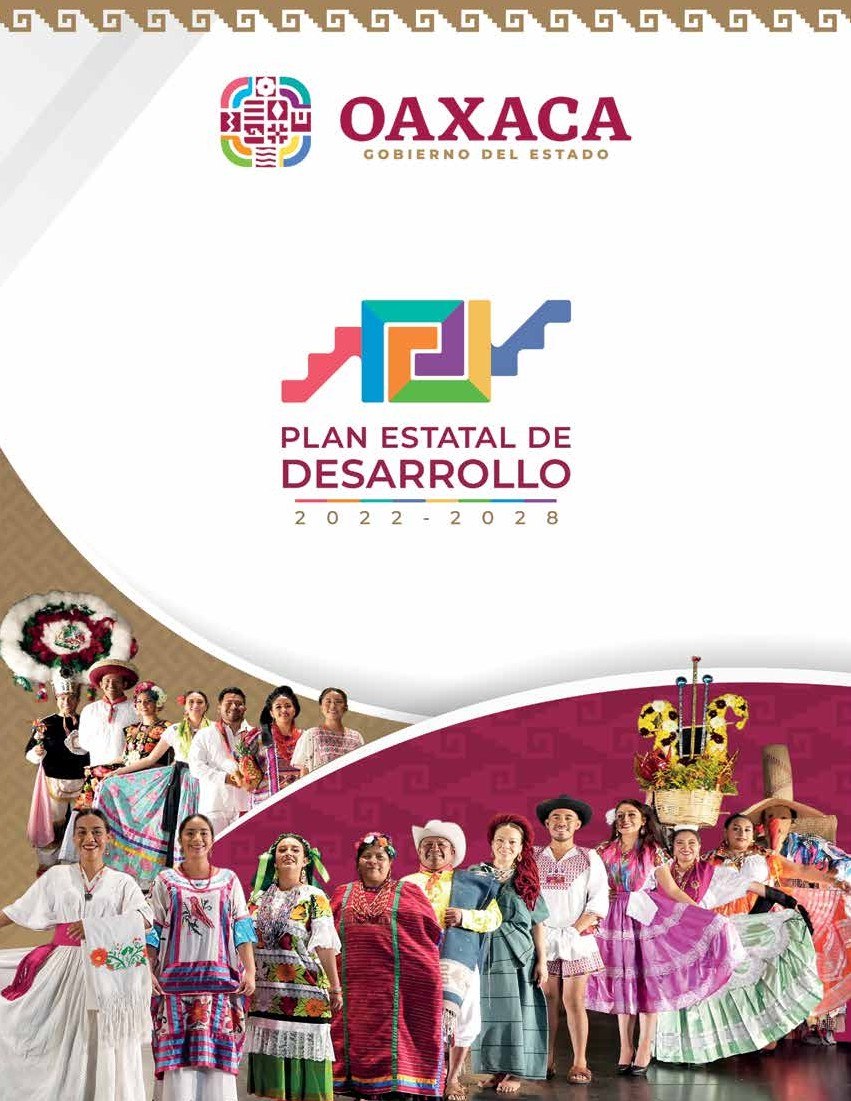 OAXACA
GOBIERNO DEL ESTADO
PLAN ESTATAL DE
DESARROLLO
2022-2028